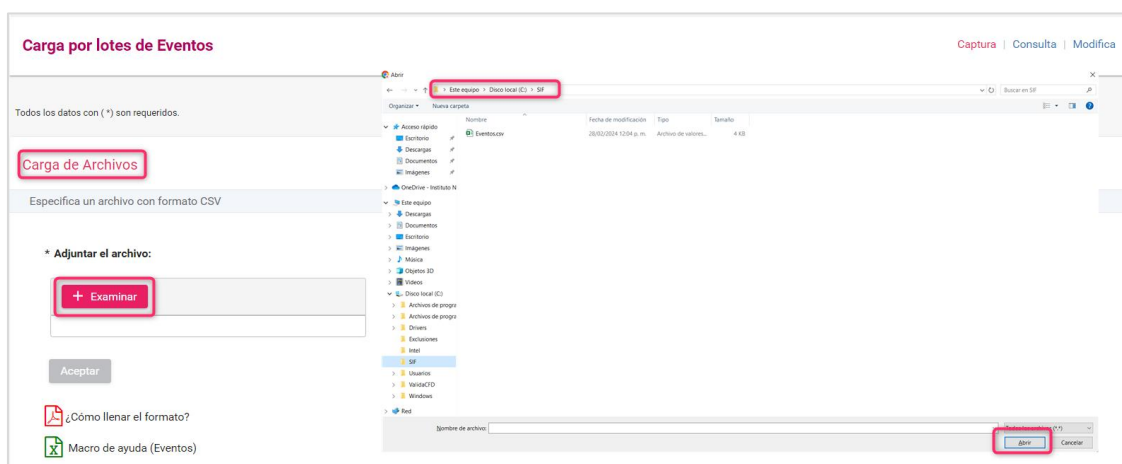 Carga por lotes de Eventos
Captura | Consulta | Modifica
Todos los datos con ( *) son requeridos.
Carga de Archivos
Especifica un archivo con formato CSV
* Adjuntar el archivo:
+ Examinar
Aceptar
¿Cómo llenar el formato?
Macro de ayuda (Eventos)
Abrir
> Este equipo > Disco local (C:) > SIF
Buscar en SIF
Organizar
Nueva carpeta
Nombre
Fecha de modificación
Tipo
Tamaño
Eventos.csv
28/02/2024 12:04 p. m.
Archivo de valores...
4 KB
Acceso rápido
Escritorio
Descargas
Documentos
Imágenes
OneDrive - Instituto N
Este equipo
Descargas
Documentos
Escritorio
Imágenes
Música
Objetos 3D
Videos
Disco local (C:)
Archivos de progra
Archivos de progra
Drivers
Exclusiones
Intel
SIF
Usuarios
ValidaCFD
Windows
Red
Nombre de archivo:
Todos los archivos (*.*)
Abrir
Cancelar